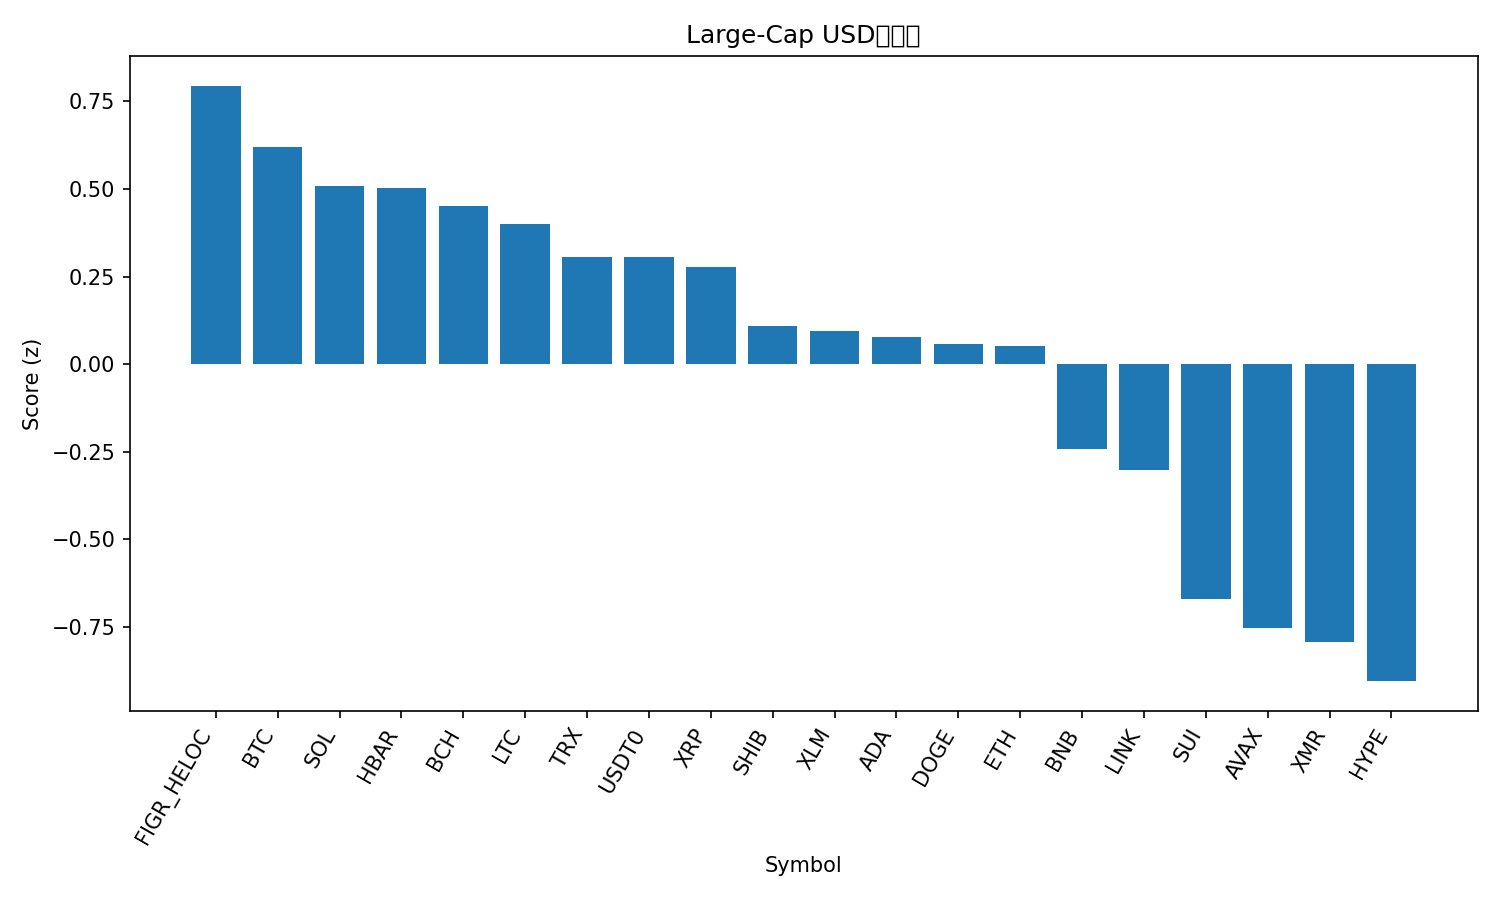 Large-Cap USD
Score (z)
0.75
0.50
0.25
0.00
−0.25
−0.50
−0.75
FIGR_HELOC
BTC
SOL
HBAR
BCH
LTC
TRX
USDT0
XRP
SHIB
XLM
ADA
DOGE
ETH
BNB
LINK
SUI
AVAX
XMR
HYPE
Symbol